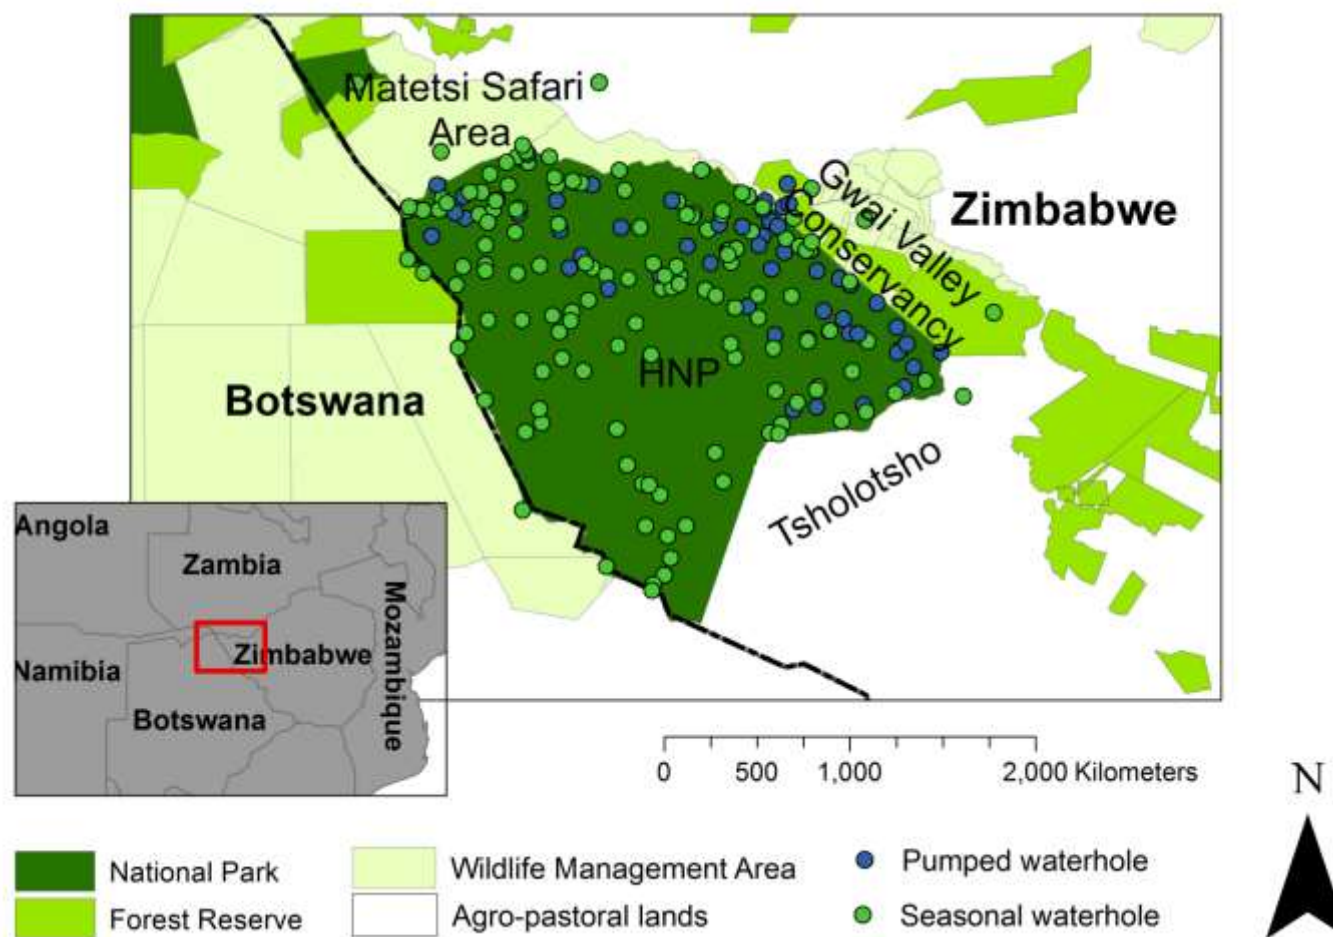 Matetsi Safari
Area
Gwai Valley
Conservancy
Zimbabwe
HNP
Botswana
Tsholotsho
Angola
Zambia
Mozambique
Zimbabwe
Namibia
Botswana
0 500 1,000 2,000 Kilometers
N
National Park
Wildlife Management Area
Pumped waterhole
Forest Reserve
Agro-pastoral lands
Seasonal waterhole